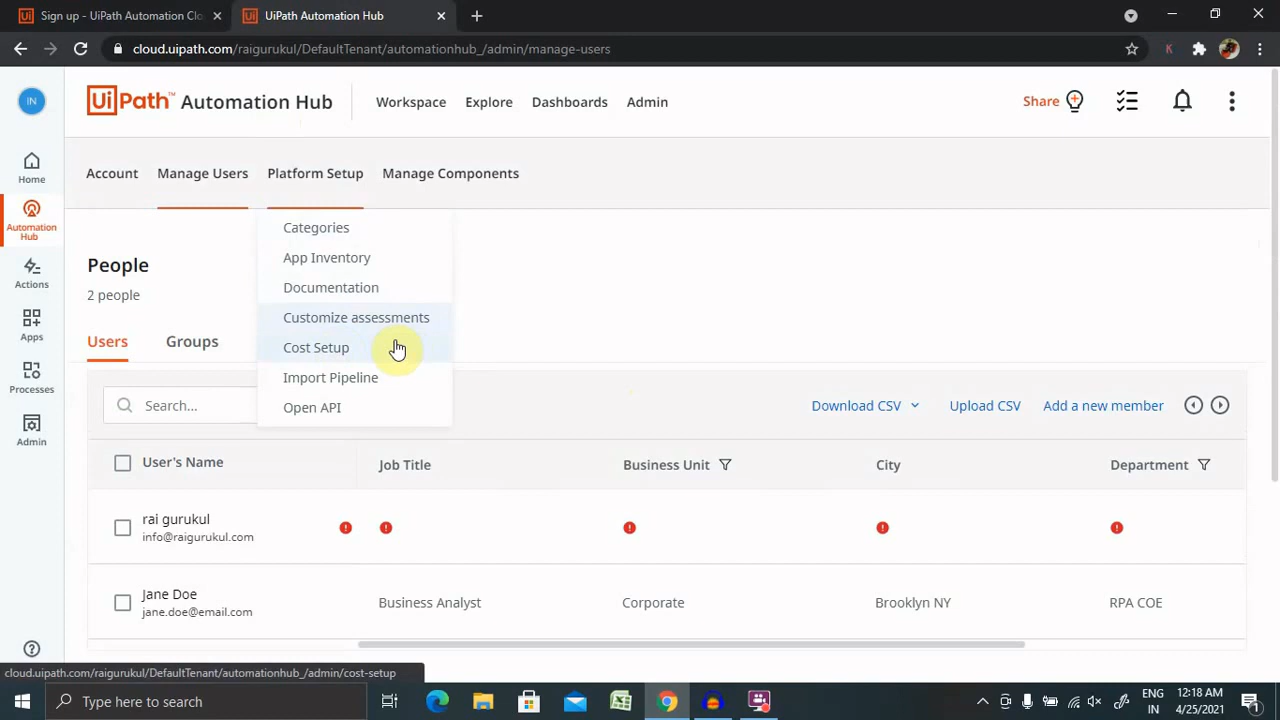 Sign up - UiPath Automation Clo
UiPath Automation Hub
cloud.uipath.com/raigurukul/DefaultTenant/automationhub_/admin/manage-users
K
IN
UiPath™ Automation Hub
Workspace
Explore
Dashboards
Admin
Share
Home
Automation
Hub
Actions
Apps
Processes
Admin
Account
Manage Users
Platform Setup
Manage Components
Categories
App Inventory
Documentation
Customize assessments
Cost Setup
Import Pipeline
Open API
People
2 people
Users
Groups
Search...
Download CSV
Upload CSV
Add a new member
User's Name
Job Title
Business Unit
City
Department
rai gurukul
info@raigurukul.com
Jane Doe
jane.doe@email.com
Business Analyst
Corporate
Brooklyn NY
RPA COE
cloud.uipath.com/raigurukul/DefaultTenant/automationhub_/admin/cost-setup
Type here to search
ENG
IN
12:18 AM
4/25/2021
1